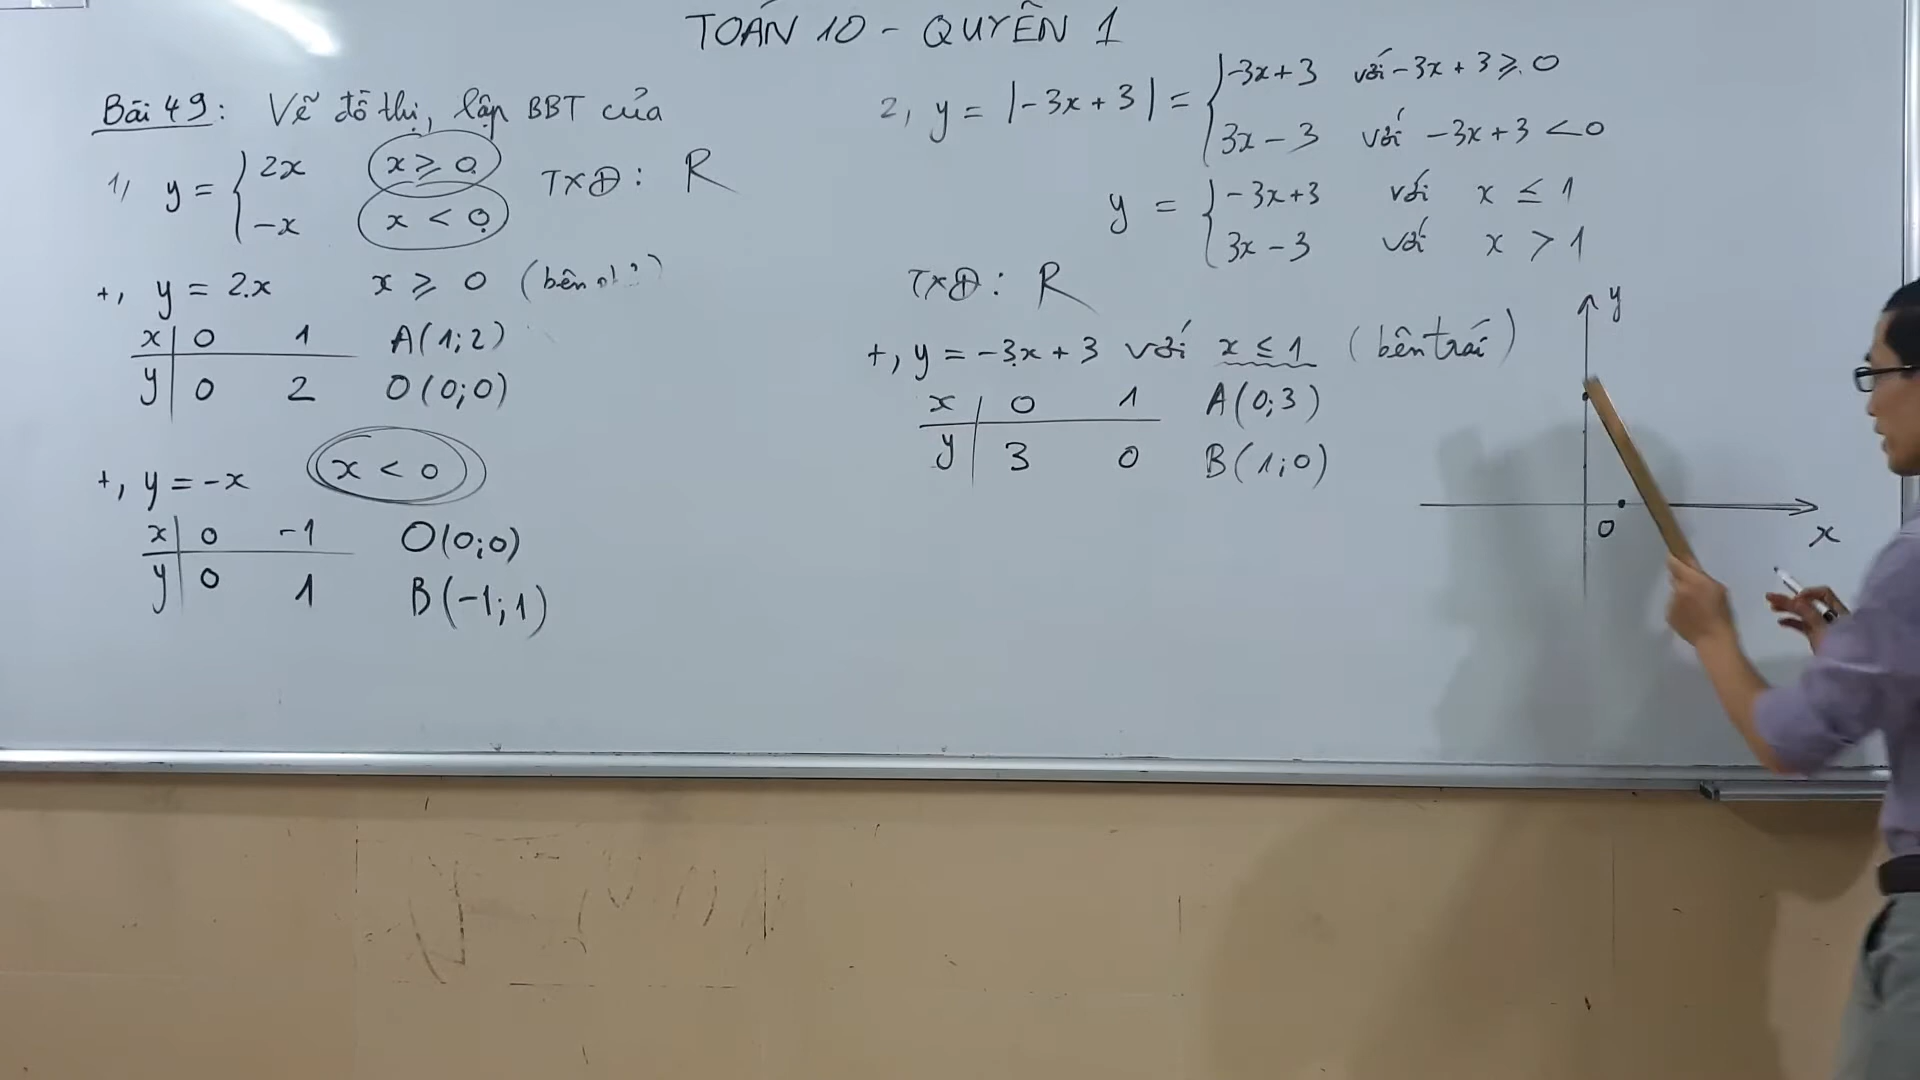 TOÁN 10 - QUYỂN 1
Bài 49: Vẽ đồ thị, lập BBT của
1, y = { 2x x ≥ 0 TXĐ: R
-x x < 0
+, y = 2x x ≥ 0 (bên
x | 0 1 A(1;2)
y | 0 2 O(0;0)
+, y = -x x < 0
x | 0 -1 O(0;0)
y | 0 1 B(-1;1)
2, y = |-3x+3| = { -3x+3 với -3x+3 ≥ 0
3x-3 với -3x+3 < 0
y = { -3x+3 với x ≤ 1
3x-3 với x > 1
TXĐ: R
+, y = -3x+3 với x ≤ 1 (bên trái)
x | 0 1 A(0;3)
y | 3 0 B(1;0)
y
O
x